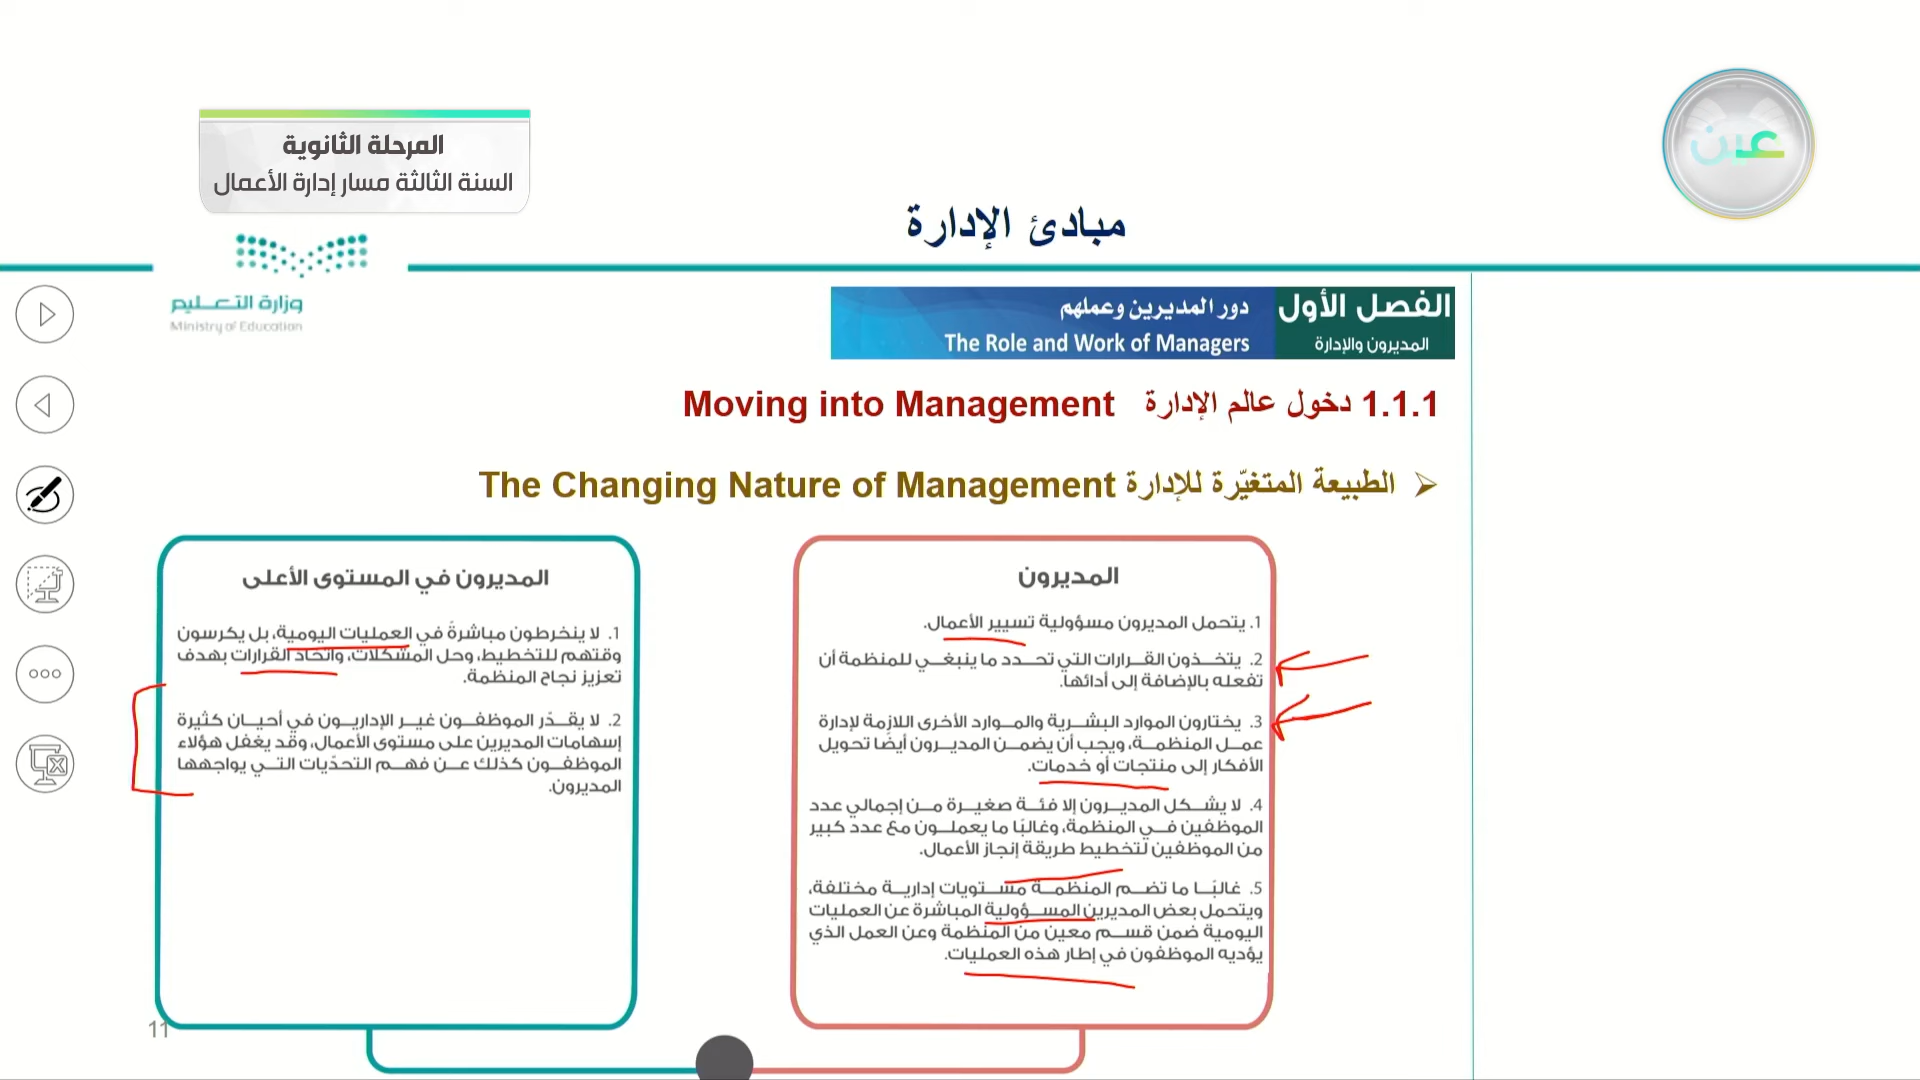 المرحلة الثانوية
السنة الثالثة مسار إدارة الأعمال
عين
مبادئ الإدارة
وزارة التعـــليم
Ministry of Education
الفصل الأول
المديرون والإدارة
دور المديرين وعملهم
The Role and Work of Managers
1.1.1 دخول عالم الإدارة Moving into Management
الطبيعة المتغيّرة للإدارة The Changing Nature of Management
المديرون
1. يتحمل المديرون مسؤولية تسيير الأعمال.
2. يتخذون القرارات التي تحدد ما ينبغي للمنظمة أن
تفعله بالإضافة إلى أدائها.
3. يختارون الموارد البشرية والموارد الأخرى اللازمة لإدارة
عمل المنظمة، ويجب أن يضمن المديرون أيضًا تحويل
الأفكار إلى منتجات أو خدمات.
4. لا يشكل المديرون إلا فئة صغيرة من إجمالي عدد
الموظفين في المنظمة، وغالبًا ما يعملون مع عدد كبير
من الموظفين لتخطيط طريقة إنجاز الأعمال.
5. غالبًا ما تضم المنظمة مستويات إدارية مختلفة،
ويتحمل بعض المديرين المسؤولية المباشرة عن العمليات
اليومية ضمن قسم معين من المنظمة وعن العمل الذي
يؤديه الموظفون في إطار هذه العمليات.
المديرون في المستوى الأعلى
1. لا ينخرطون مباشرةً في العمليات اليومية، بل يكرسون
وقتهم للتخطيط، وحل المشكلات، واتخاذ القرارات بهدف
تعزيز نجاح المنظمة.
2. لا يقدّر الموظفون غير الإداريون في أحيان كثيرة
إسهامات المديرين على مستوى الأعمال، وقد يغفل هؤلاء
الموظفون كذلك عن فهم التحدّيات التي يواجهها
المديرون.
11